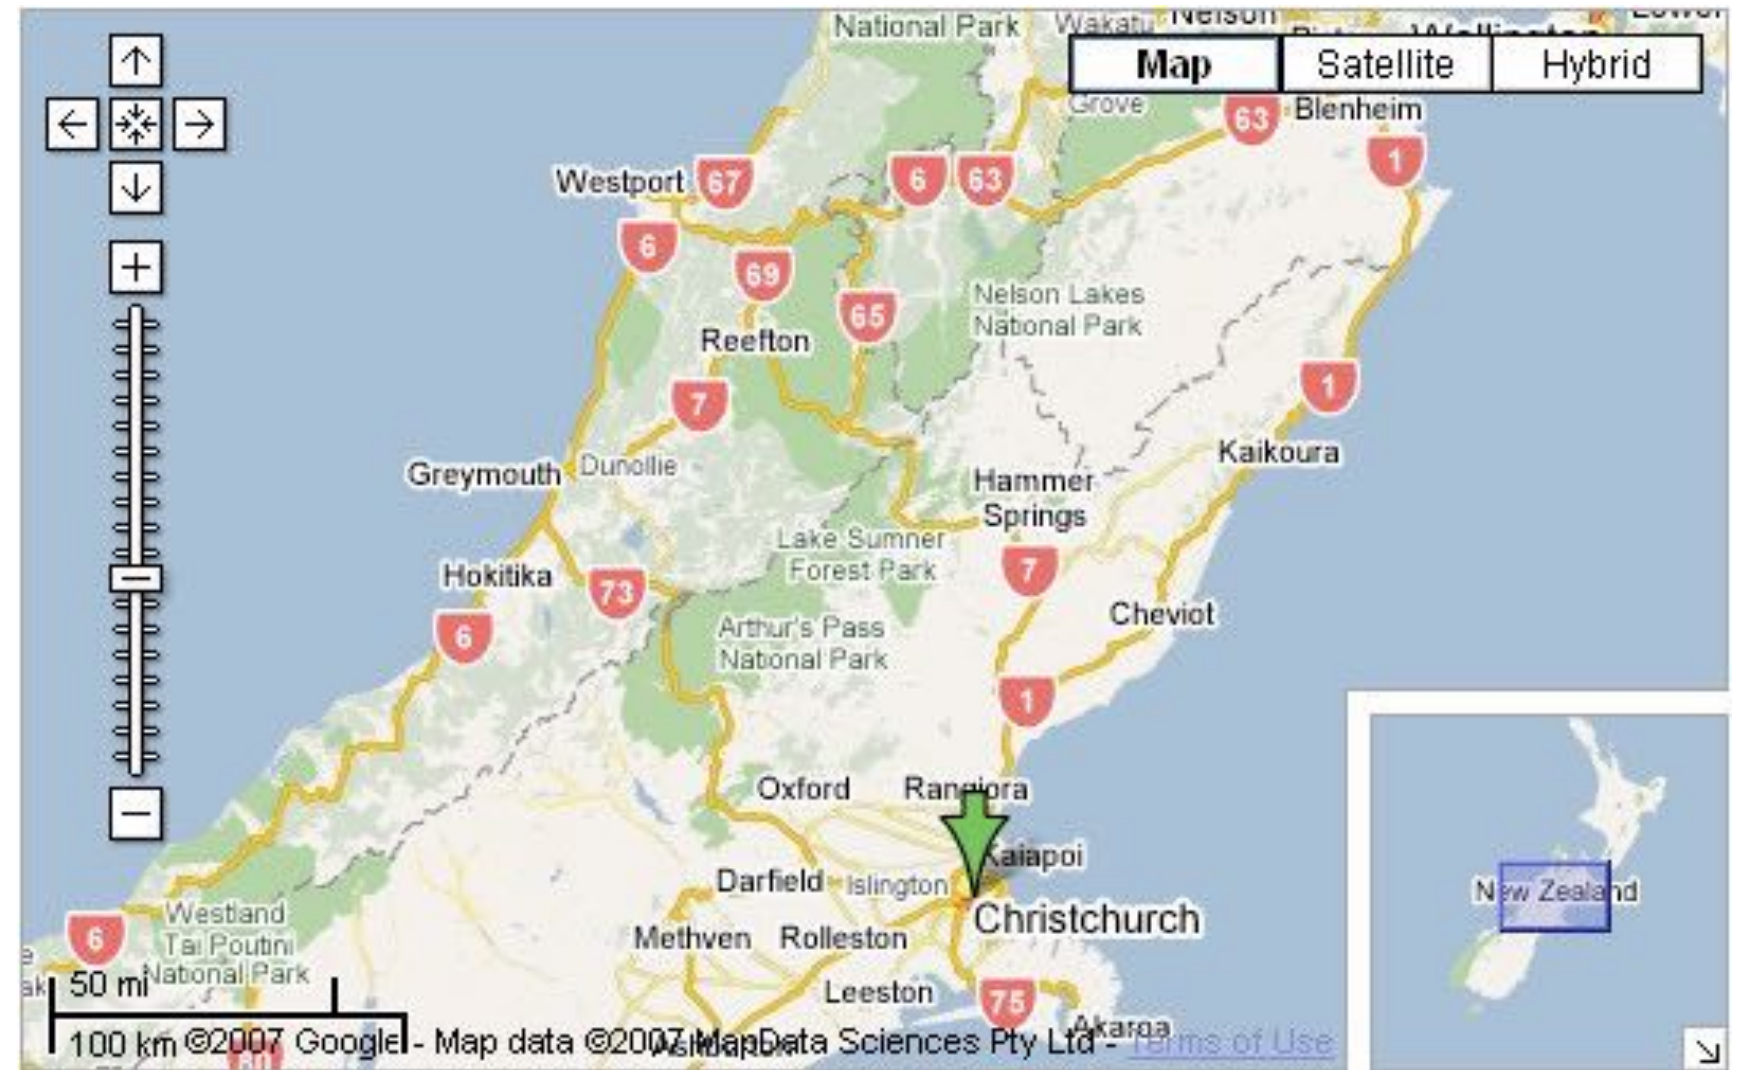 National Park
Wakatu
Nelson
Map
Satellite
Hybrid
Grove
63
Blenheim
1
Westport
67
6
63
6
69
65
Nelson Lakes
National Park
Reefton
7
1
Kaikoura
Greymouth
Dunollie
Hammer
Springs
Lake Sumner
Forest Park
7
Hokitika
73
6
Cheviot
Arthur's Pass
National Park
1
Oxford
Rangiora
Kaiapoi
Darfield
Islington
Christchurch
New Zealand
Westland
Tai Poutini
National Park
6
Methven
Rolleston
50 mi
Leeston
75
Akaroa
100 km
©2007 Google - Map data ©2007 MapData Sciences Pty Ltd - Terms of Use